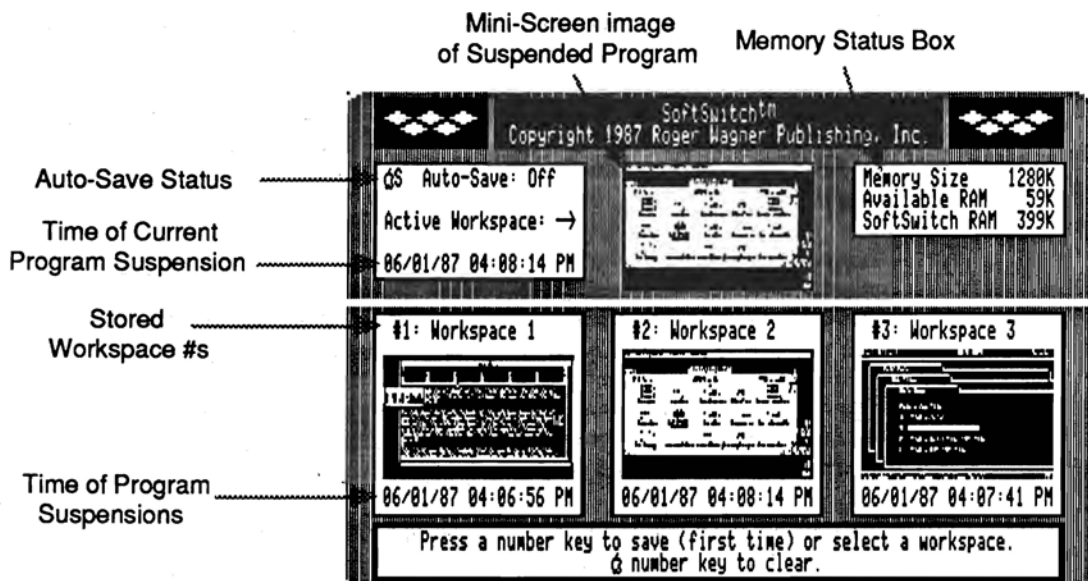 Mini-Screen image
of Suspended Program
Memory Status Box
SoftSwitch™
Copyright 1987 Roger Wagner Publishing, Inc.
Auto-Save Status
S Auto-Save: Off
Active Workspace: →
Time of Current
Program Suspension
06/01/87 04:08:14 PM
Memory Size 1280K
Available RAM 59K
SoftSwitch RAM 399K
Stored
Workspace #s
#1: Workspace 1
#2: Workspace 2
#3: Workspace 3
Time of Program
Suspensions
06/01/87 04:06:56 PM
06/01/87 04:08:14 PM
06/01/87 04:07:41 PM
Press a number key to save (first time) or select a workspace.
number key to clear.